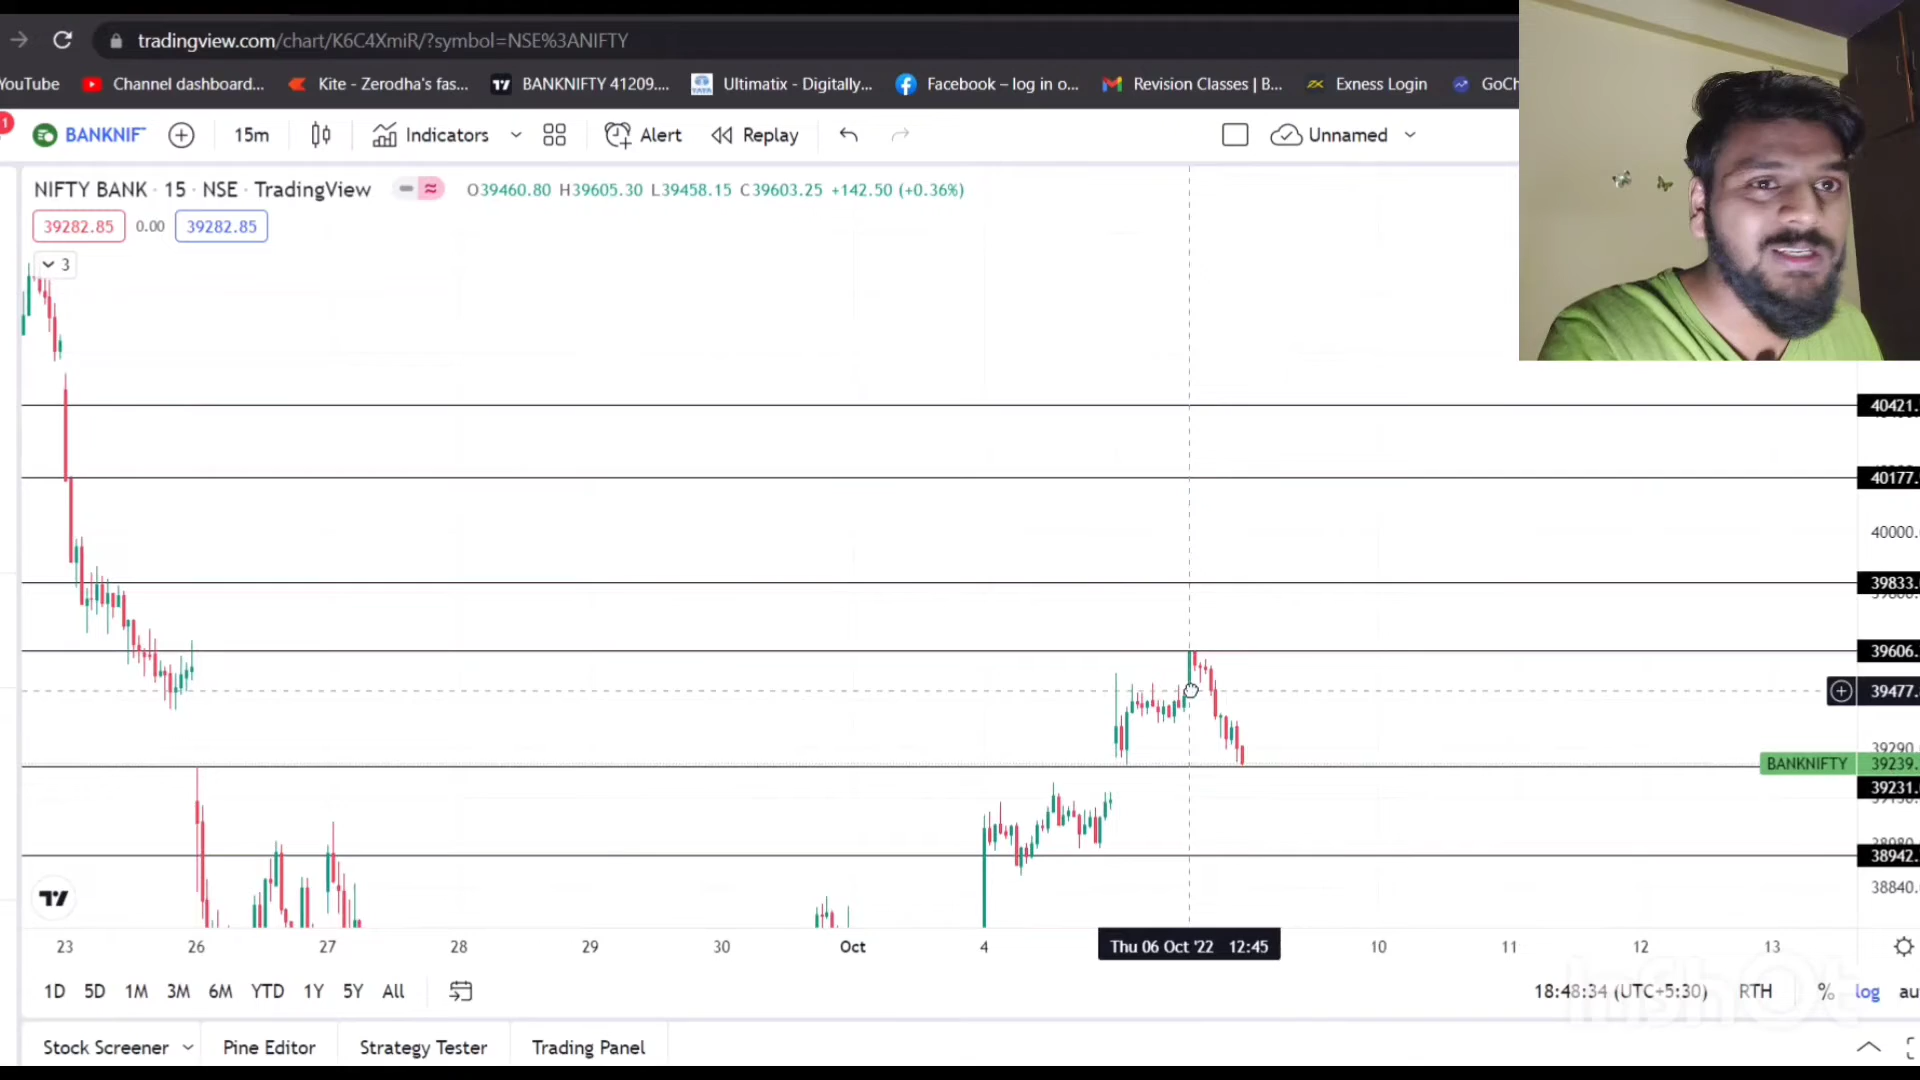 tradingview.com/chart/K6C4XmiR/?symbol=NSE%3ANIFTY
YouTube Channel dashboard... Kite - Zerodha's fas... BANKNIFTY 41209.... Ultimatix - Digitally... Facebook – log in o... Revision Classes | B... Exness Login GoCh
1 BANKNIF 15m Indicators Alert Replay Unnamed
NIFTY BANK · 15 · NSE · TradingView O39460.80 H39605.30 L39458.15 C39603.25 +142.50 (+0.36%)
39282.85 0.00 39282.85
3
40421.
40177.
40000.
39833.
39606.
39477.
39290.
BANKNIFTY 39239.
39231.
38942.
38840.
23 26 27 28 29 30 Oct 4 Thu 06 Oct '22 12:45 10 11 12 13
1D 5D 1M 3M 6M YTD 1Y 5Y All 18:48:34 (UTC+5:30) RTH % log au
InShOt
Stock Screener Pine Editor Strategy Tester Trading Panel